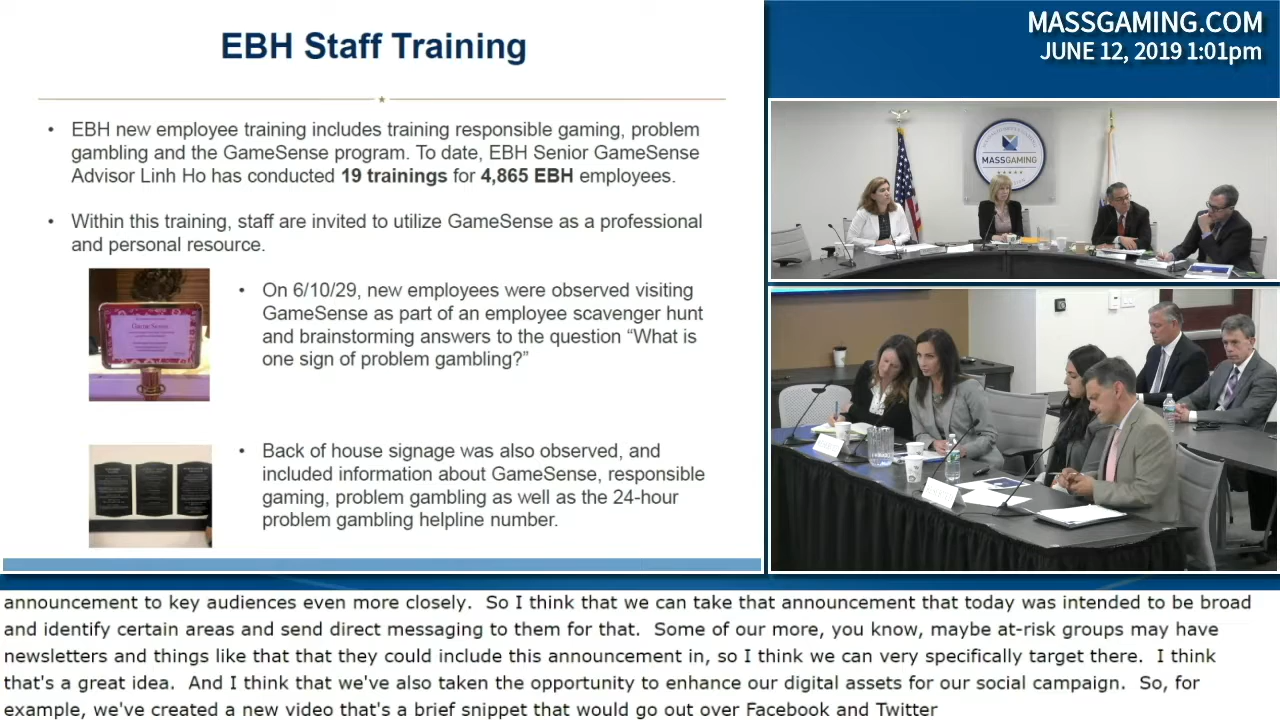 EBH Staff Training
• EBH new employee training includes training responsible gaming, problem
gambling and the GameSense program. To date, EBH Senior GameSense
Advisor Linh Ho has conducted 19 trainings for 4,865 EBH employees.
• Within this training, staff are invited to utilize GameSense as a professional
and personal resource.
• On 6/10/29, new employees were observed visiting
GameSense as part of an employee scavenger hunt
and brainstorming answers to the question “What is
one sign of problem gambling?”
GameSense
• Back of house signage was also observed, and
included information about GameSense, responsible
gaming, problem gambling as well as the 24-hour
problem gambling helpline number.
MASSGAMING.COM
JUNE 12, 2019 1:01pm
MASSGAMING
announcement to key audiences even more closely.  So I think that we can take that announcement that today was intended to be broad
and identify certain areas and send direct messaging to them for that.  Some of our more, you know, maybe at-risk groups may have
newsletters and things like that that they could include this announcement in, so I think we can very specifically target there.  I think
that's a great idea.  And I think that we've also taken the opportunity to enhance our digital assets for our social campaign.  So, for
example, we've created a new video that's a brief snippet that would go out over Facebook and Twitter